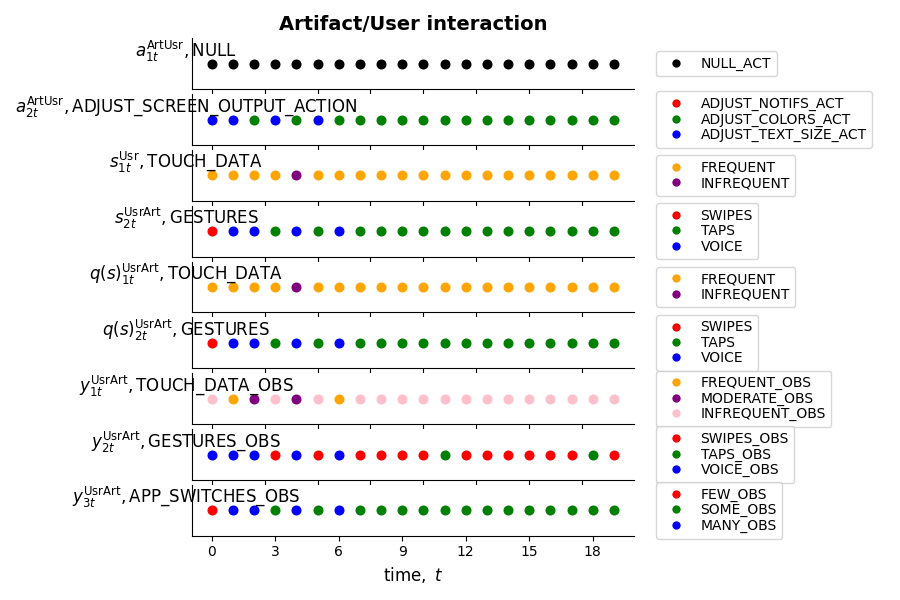 Artifact/User interaction
a_{1t}^{ArtUsr}, NULL
NULL_ACT
a_{2t}^{ArtUsr}, ADJUST_SCREEN_OUTPUT_ACTION
ADJUST_NOTIFS_ACT
ADJUST_COLORS_ACT
ADJUST_TEXT_SIZE_ACT
s_{1t}^{Usr}, TOUCH_DATA
FREQUENT
INFREQUENT
s_{2t}^{UsrArt}, GESTURES
SWIPES
TAPS
VOICE
q(s)_{1t}^{UsrArt}, TOUCH_DATA
FREQUENT
INFREQUENT
q(s)_{2t}^{UsrArt}, GESTURES
SWIPES
TAPS
VOICE
y_{1t}^{UsrArt}, TOUCH_DATA_OBS
FREQUENT_OBS
MODERATE_OBS
INFREQUENT_OBS
y_{2t}^{UsrArt}, GESTURES_OBS
SWIPES_OBS
TAPS_OBS
VOICE_OBS
y_{3t}^{UsrArt}, APP_SWITCHES_OBS
FEW_OBS
SOME_OBS
MANY_OBS
0 3 6 9 12 15 18
time, t